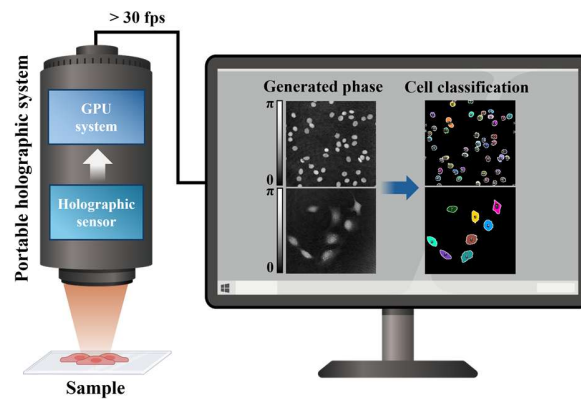 > 30 fps
Portable holographic system
GPU
system
Holographic
sensor
Sample
Generated phase
Cell classification
π
0
π
0